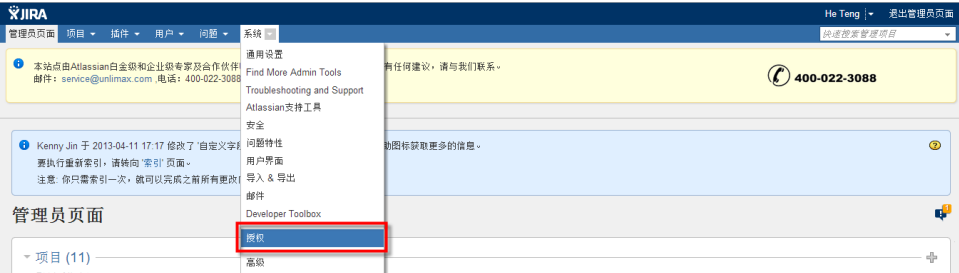 JIRA
He Teng 退出管理员页面
管理员页面 项目 插件 用户 问题 系统 快速搜索管理项目
通用设置
Find More Admin Tools
Troubleshooting and Support
Atlassian支持工具
安全
问题特性
用户界面
导入 & 导出
邮件
Developer Toolbox
授权
高级
本站点由Atlassian白金级和企业级专家及合作伙伴 有任何建议，请与我们联系。
邮件：service@unlimax.com ,电话：400-022-3088
400-022-3088
Kenny Jin 于 2013-04-11 17:17 修改了 '自定义字 助图标获取更多的信息。
要执行重新索引，请转向 '索引' 页面。
注意: 你只需索引一次，就可以完成之前所有更改
管理员页面
项目 (11)